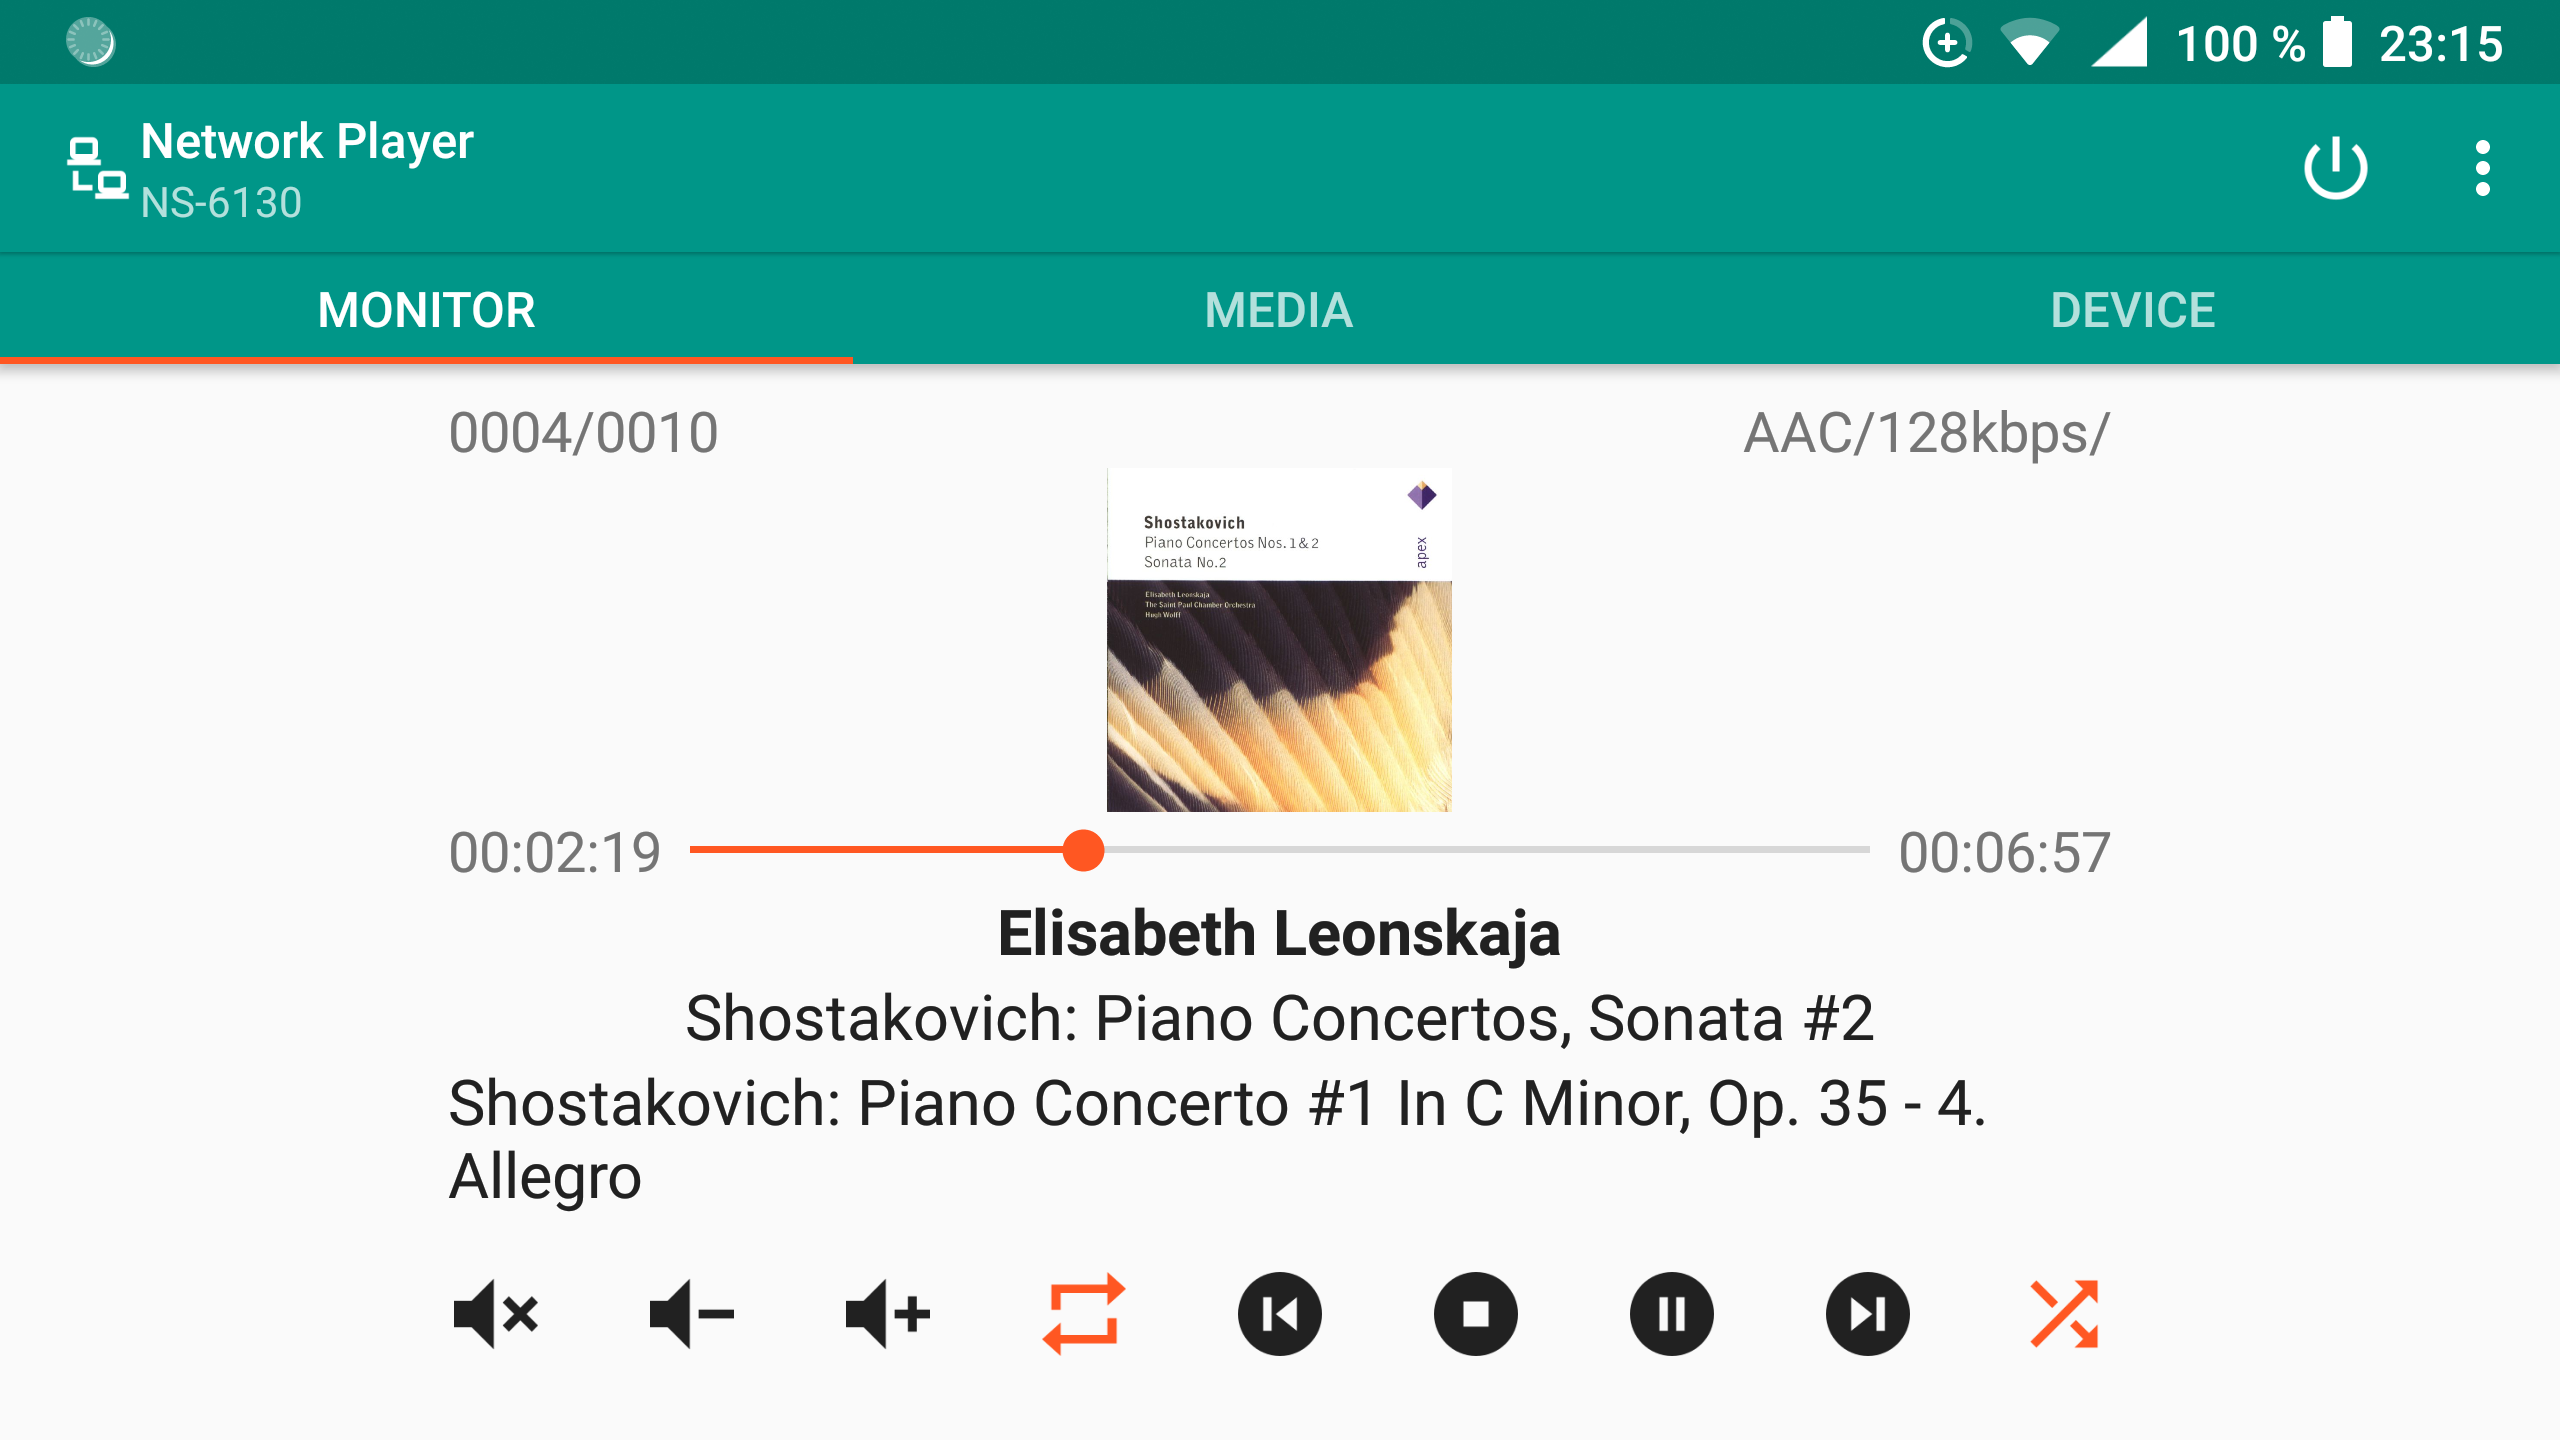 100 % 23:15
Network Player
NS-6130
MONITOR MEDIA DEVICE
0004/0010 AAC/128kbps/
Shostakovich
Piano Concertos Nos. 1 & 2
Sonata No.2
apex
Elisabeth Leonskaja
The Saint Paul Chamber Orchestra
Hugh Wolff
00:02:19 00:06:57
Elisabeth Leonskaja
Shostakovich: Piano Concertos, Sonata #2
Shostakovich: Piano Concerto #1 In C Minor, Op. 35 - 4.
Allegro